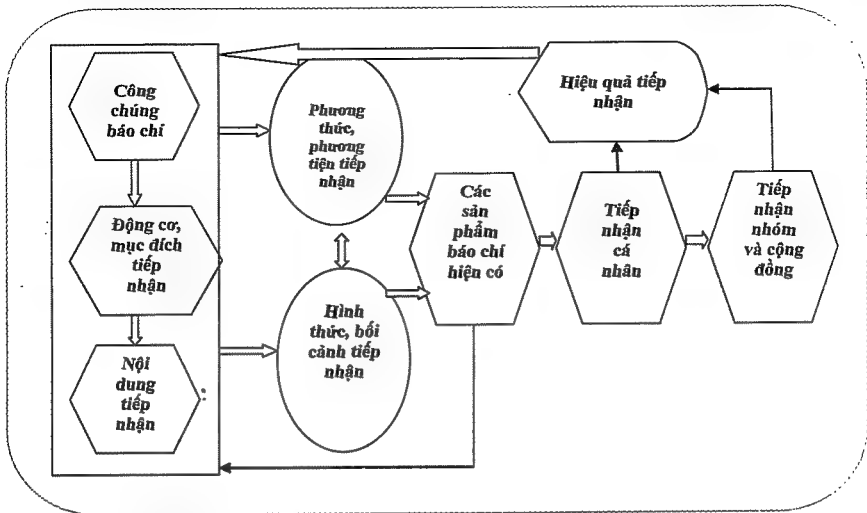 Công
chúng
báo chí
Động cơ,
mục đích
tiếp
nhận
Nội
dung
tiếp
nhận
Phương
thức,
phương
tiện tiếp
nhận
Hình
thức, bối
cảnh tiếp
nhận
Các
sản
phẩm
báo chí
hiện có
Tiếp
nhận
cá
nhân
Tiếp
nhận
nhóm
và cộng
đồng
Hiệu quả tiếp
nhận